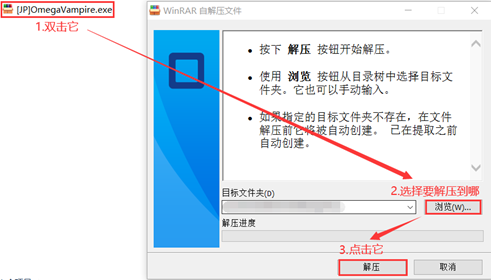 [JP]OmegaVampire.exe
1.双击它
WinRAR 自解压文件
按下 解压 按钮开始解压。
使用 浏览 按钮从目录树中选择目标文
件夹。它也可以手动输入。
如果指定的目标文件夹不存在，在文件
解压前它将被自动创建。 己在提取之前
自动创建。
2.选择要解压到哪
目标文件夹(D)
浏览(W)...
解压进度
3.点击它
解压
取消